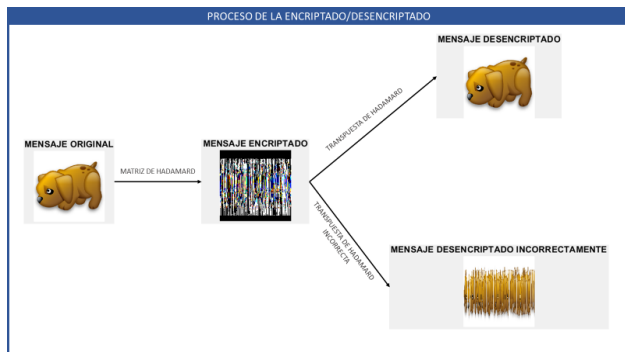 PROCESO DE LA ENCRIPTADO/DESENCRIPTADO
MENSAJE DESENCRIPTADO
TRANSPUESTA DE HADAMARD
MENSAJE ORIGINAL
MATRIZ DE HADAMARD
MENSAJE ENCRIPTADO
TRANSPUESTA DE HADAMARD
INCORRECTA
MENSAJE DESENCRIPTADO INCORRECTAMENTE